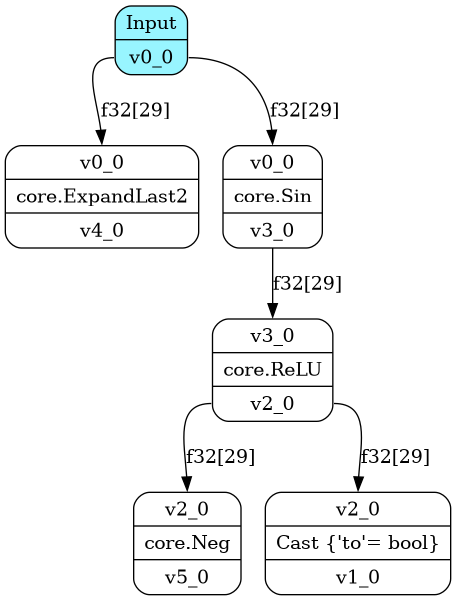 Input
v0_0
f32[29]
f32[29]
v0_0
core.ExpandLast2
v4_0
v0_0
core.Sin
v3_0
f32[29]
v3_0
core.ReLU
v2_0
f32[29]
f32[29]
v2_0
core.Neg
v5_0
v2_0
Cast {'to'= bool}
v1_0